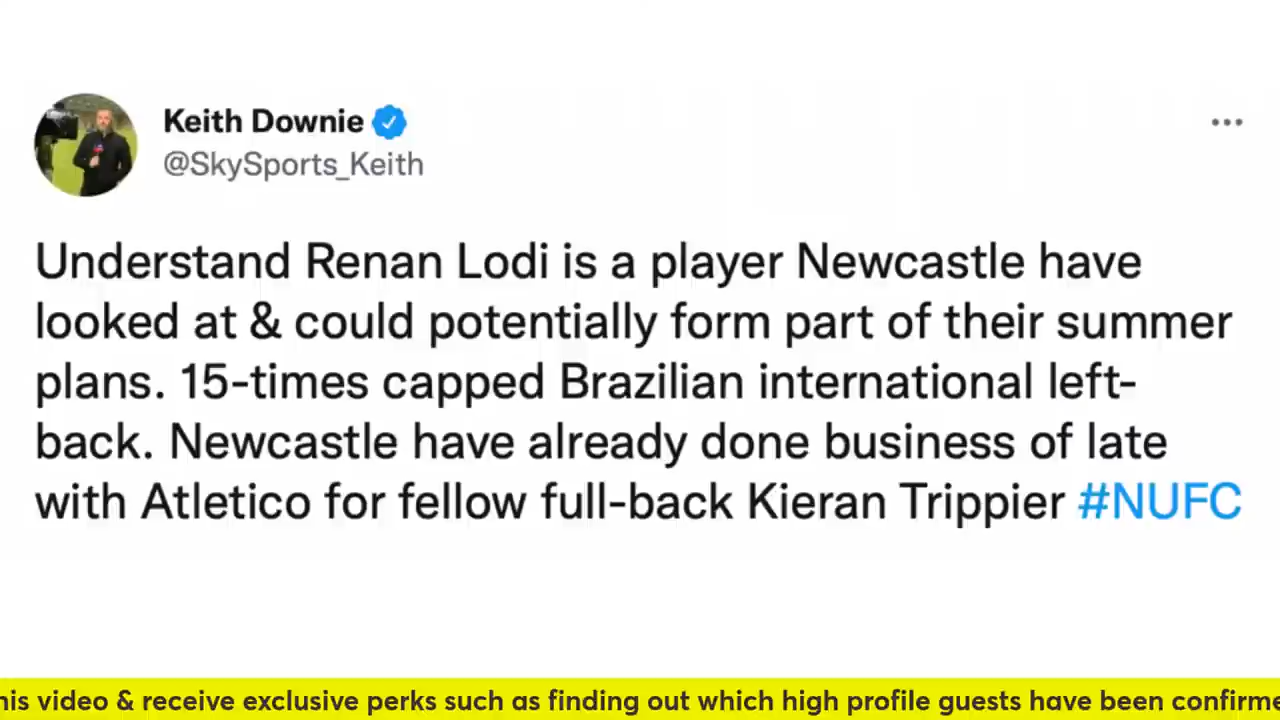 Keith Downie
@SkySports_Keith
Understand Renan Lodi is a player Newcastle have
looked at & could potentially form part of their summer
plans. 15-times capped Brazilian international left-
back. Newcastle have already done business of late
with Atletico for fellow full-back Kieran Trippier #NUFC
video & receive exclusive perks such as finding out which high profile guests have been